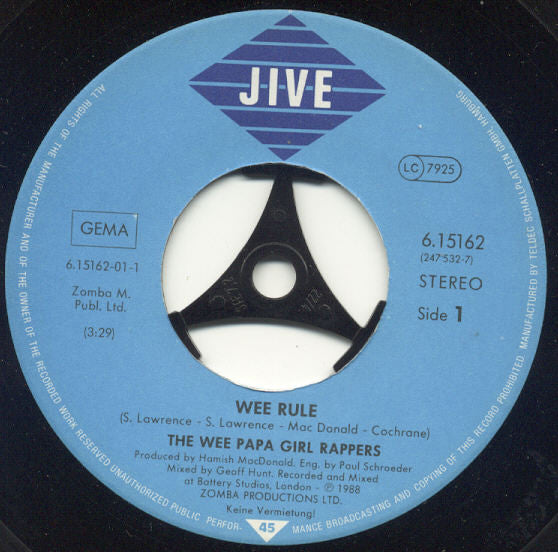 JIVE
LC 7925
GEMA
6.15162-01-1
Zomba M.
Publ. Ltd.
(3:29)
6.15162
(247 532-7)
STEREO
Side 1
WEE RULE
(S. Lawrence - S. Lawrence - Mac Donald - Cochrane)
THE WEE PAPA GIRL RAPPERS
Produced by Hamish MacDonald. Eng. by Paul Schroeder
Mixed by Geoff Hunt. Recorded and Mixed
at Battery Studios, London - ℗ 1988
ZOMBA PRODUCTIONS LTD.
Keine Vermietung!
45
ALL RIGHTS OF THE MANUFACTURER AND OF THE OWNER OF THE RECORDED WORK RESERVED UNAUTHORIZED PUBLIC PERFOR- MANCE BROADCASTING AND COPYING OF THIS RECORD PROHIBITED MANUFACTURED BY TELDEC SCHALLPLATTEN GMBH HAMBURG